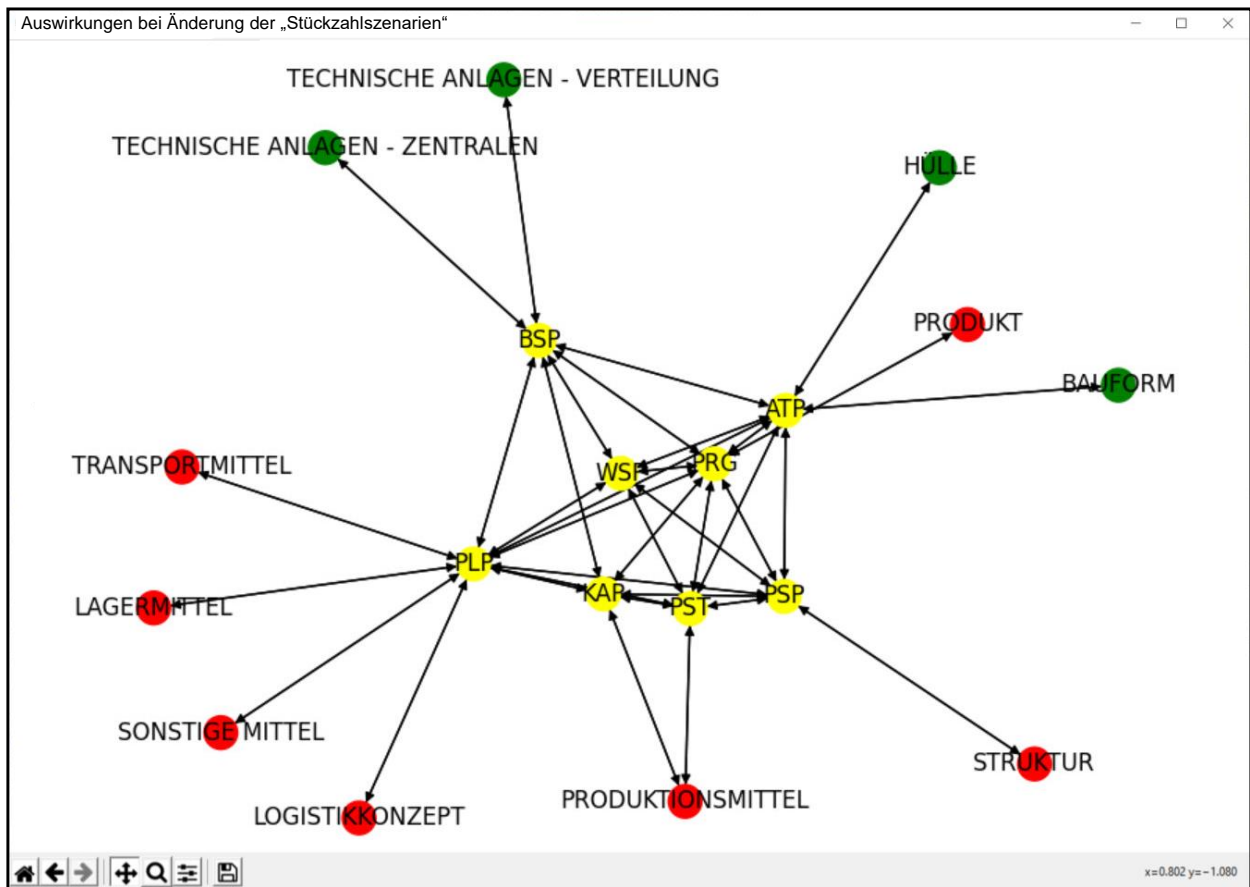 Auswirkungen bei Änderung der „Stückzahlszenarien“
TECHNISCHE ANLAGEN - VERTEILUNG
TECHNISCHE ANLAGEN - ZENTRALEN
HÜLLE
PRODUKT
BSP
BAUFORM
ATP
PRG
WSP
TRANSPORTMITTEL
PLP
KAP
PSP
PST
LAGERMITTEL
SONSTIGE MITTEL
STRUKTUR
PRODUKTIONSMITTEL
LOGISTIKKONZEPT
x=0.802 y=−1.080